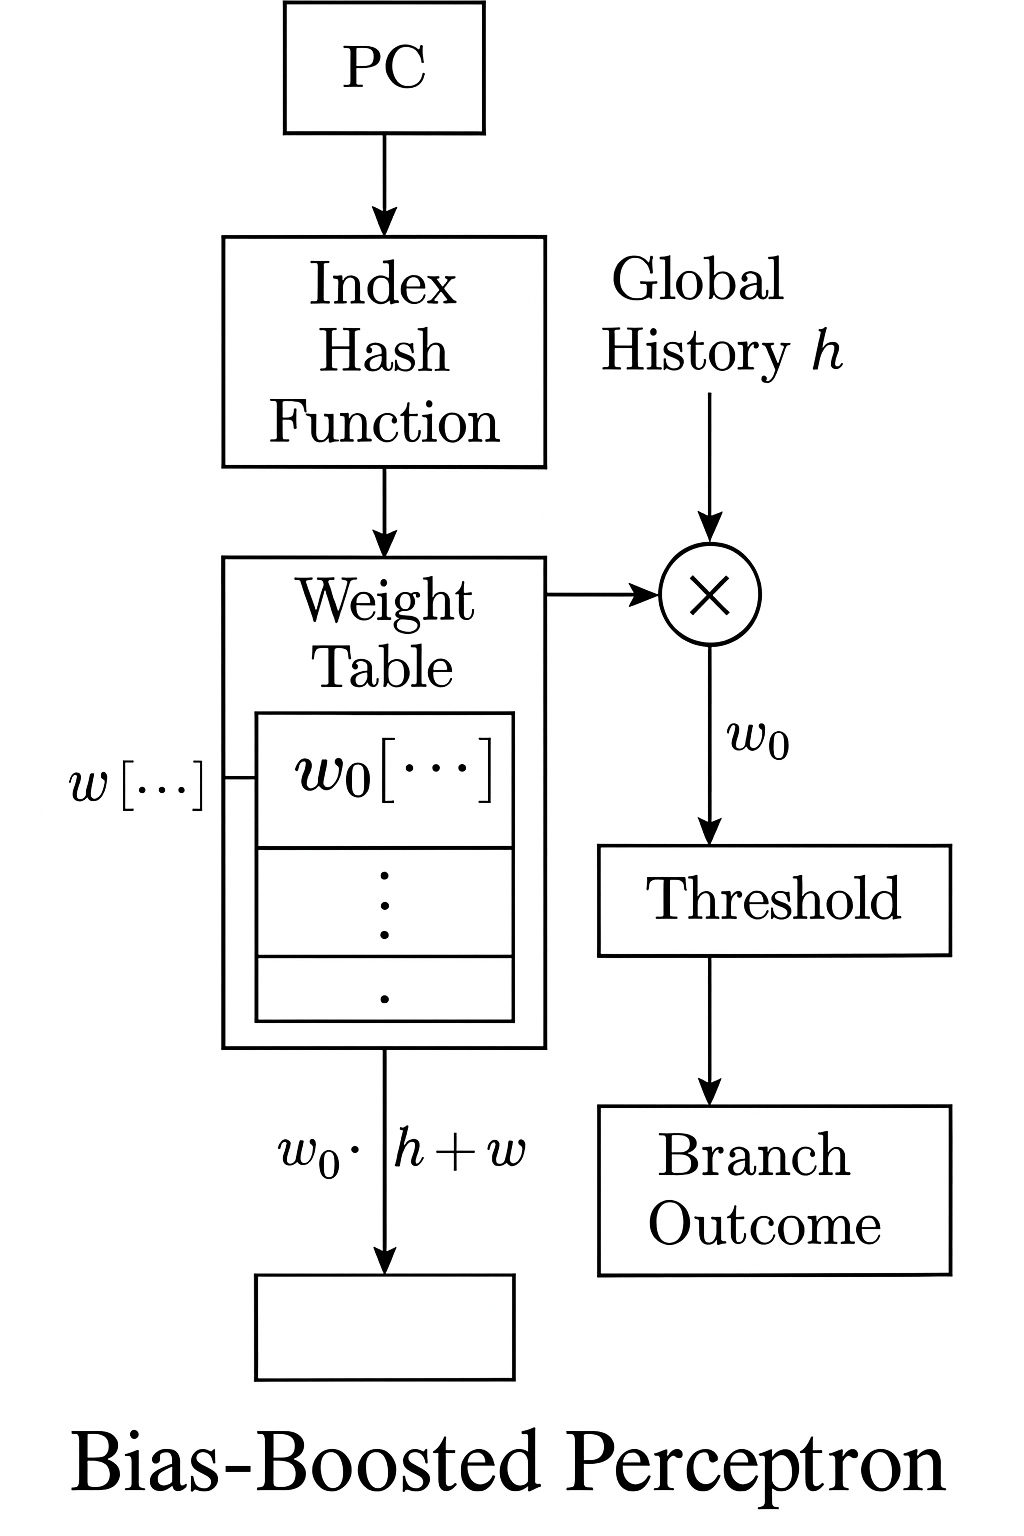 PC
Index
Hash
Function
Global
History h
Weight
Table
×
w[⋯]
w₀[⋯]
w₀
Threshold
w₀· h + w
Branch
Outcome
Bias-Boosted Perceptron